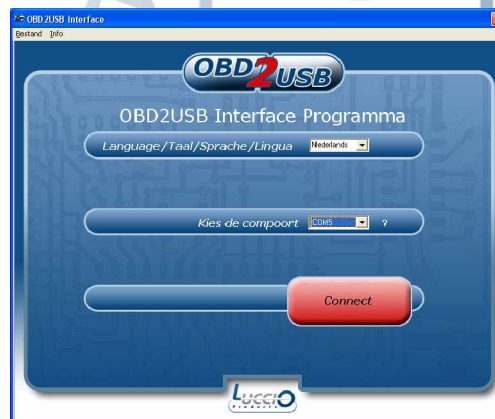 OBD2USB Interface
Bestand Info
OBD2USB
OBD2USB Interface Programma
Language/Taal/Sprache/Lingua Nederlands
Kies de compoort COM5 ?
Connect
Luccio
Products